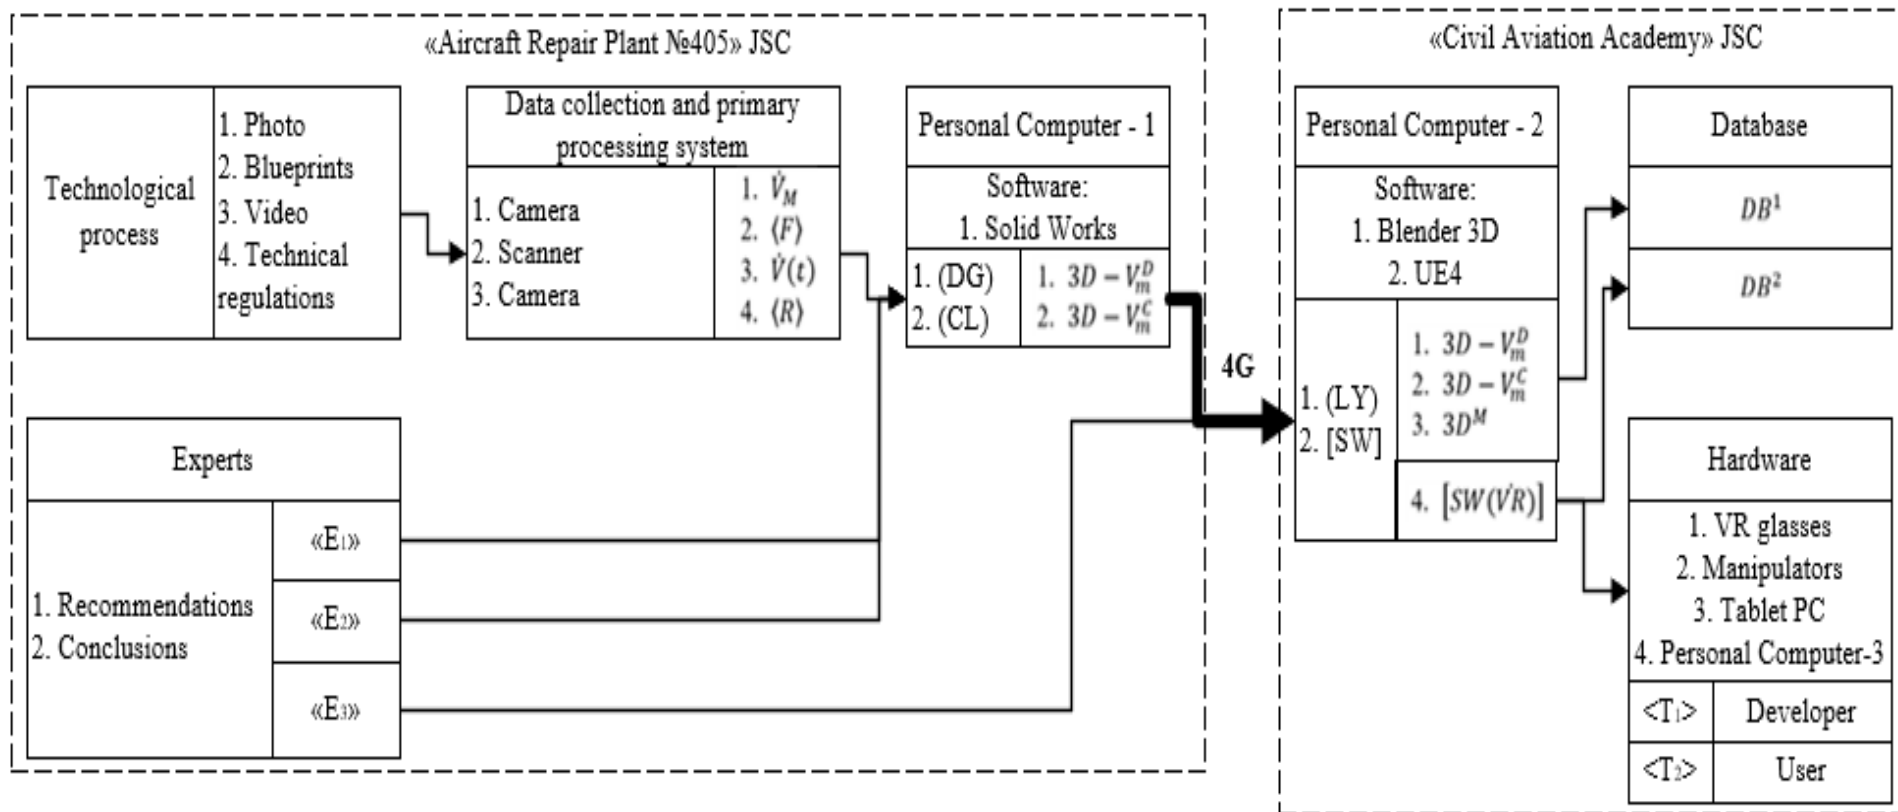 «Aircraft Repair Plant №405» JSC
Technological
process
1. Photo
2. Blueprints
3. Video
4. Technical
regulations
Data collection and primary
processing system
1. Camera
2. Scanner
3. Camera
1. V̇_M
2. ⟨F⟩
3. V̇(t)
4. ⟨R⟩
Personal Computer - 1
Software:
1. Solid Works
1. (DG)
2. (CL)
1. 3D − V_m^D
2. 3D − V_m^C
Experts
1. Recommendations
2. Conclusions
«E₁»
«E₂»
«E₃»
4G
«Civil Aviation Academy» JSC
Personal Computer - 2
Software:
1. Blender 3D
2. UE4
1. (LY)
2. [SW]
1. 3D − V_m^D
2. 3D − V_m^C
3. 3D^M
4. [SW(V̇R)]
Database
DB¹
DB²
Hardware
1. VR glasses
2. Manipulators
3. Tablet PC
4. Personal Computer-3
<T₁> Developer
<T₂> User